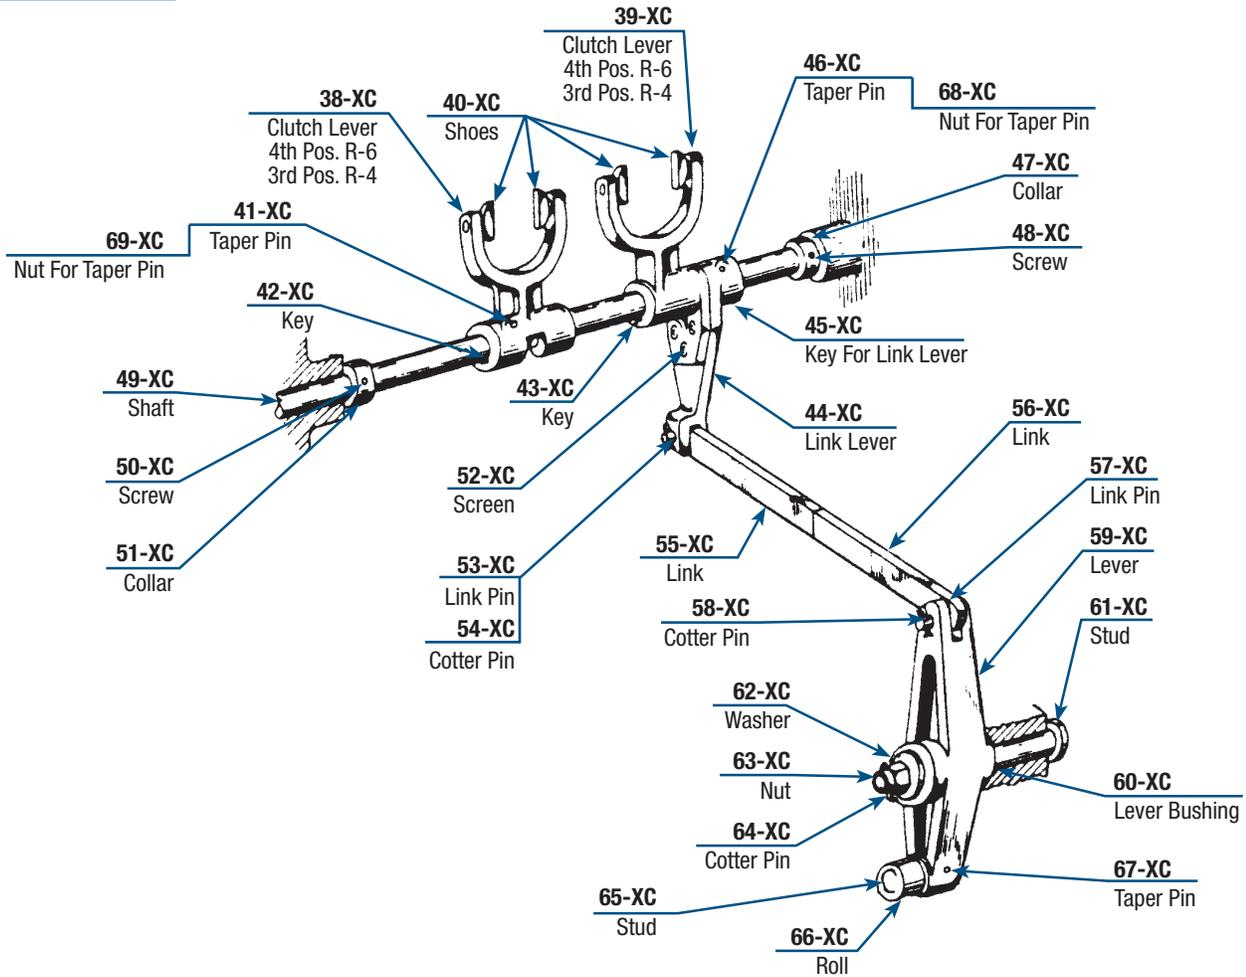 39-XC
Clutch Lever
4th Pos. R-6
3rd Pos. R-4
46-XC
Taper Pin
68-XC
Nut For Taper Pin
38-XC
Clutch Lever
4th Pos. R-6
3rd Pos. R-4
40-XC
Shoes
47-XC
Collar
41-XC
Taper Pin
69-XC
Nut For Taper Pin
48-XC
Screw
42-XC
Key
45-XC
Key For Link Lever
49-XC
Shaft
43-XC
Key
44-XC
Link Lever
56-XC
Link
50-XC
Screw
52-XC
Screen
57-XC
Link Pin
51-XC
Collar
53-XC
Link Pin
54-XC
Cotter Pin
55-XC
Link
59-XC
Lever
58-XC
Cotter Pin
61-XC
Stud
62-XC
Washer
63-XC
Nut
60-XC
Lever Bushing
64-XC
Cotter Pin
67-XC
Taper Pin
65-XC
Stud
66-XC
Roll